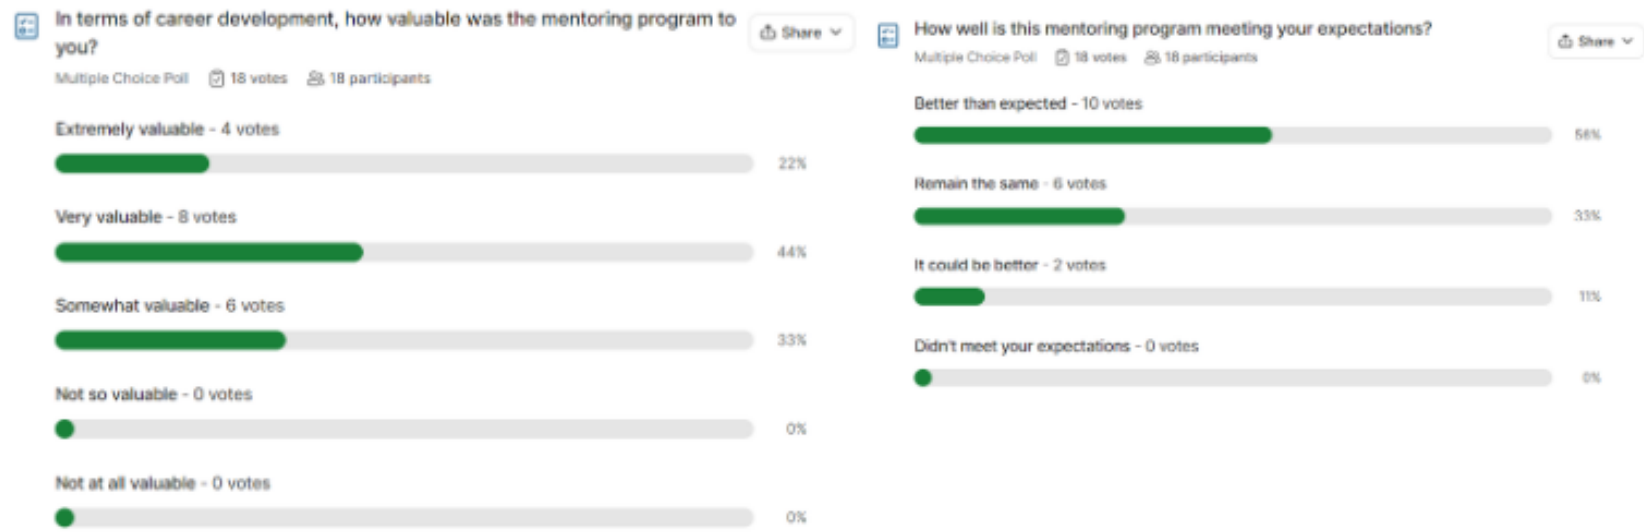 In terms of career development, how valuable was the mentoring program to
you?
Share
Multiple Choice Poll 18 votes 18 participants
Extremely valuable - 4 votes
22%
Very valuable - 8 votes
44%
Somewhat valuable - 6 votes
33%
Not so valuable - 0 votes
0%
Not at all valuable - 0 votes
0%
How well is this mentoring program meeting your expectations?
Share
Multiple Choice Poll 18 votes 18 participants
Better than expected - 10 votes
56%
Remain the same - 6 votes
33%
It could be better - 2 votes
11%
Didn't meet your expectations - 0 votes
0%